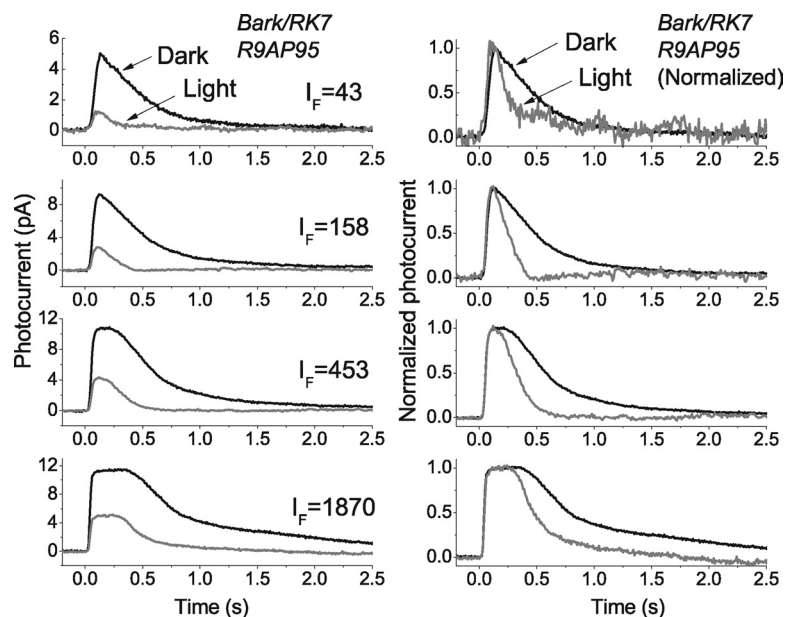 Bark/RK7
R9AP95
Dark
Light
I_F=43
6
4
2
0
0.0 0.5 1.0 1.5 2.0 2.5
I_F=158
8
4
0
0.0 0.5 1.0 1.5 2.0 2.5
I_F=453
12
8
4
0
0.0 0.5 1.0 1.5 2.0 2.5
I_F=1870
12
8
4
0
0.0 0.5 1.0 1.5 2.0 2.5
Photocurrent (pA)
Time (s)
Bark/RK7
R9AP95
(Normalized)
Dark
Light
1.0
0.5
0.0
0.0 0.5 1.0 1.5 2.0 2.5
1.0
0.5
0.0
0.0 0.5 1.0 1.5 2.0 2.5
1.0
0.5
0.0
0.0 0.5 1.0 1.5 2.0 2.5
1.0
0.5
0.0
0.0 0.5 1.0 1.5 2.0 2.5
Normalized photocurrent
Time (s)